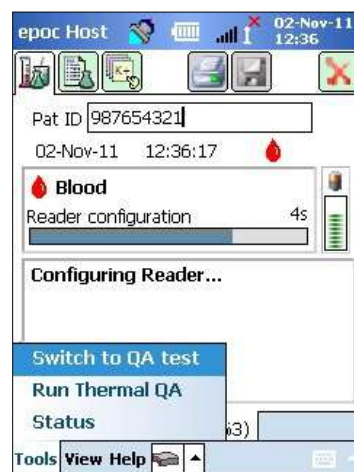 epoc Host 02-Nov-11
12:36
K+
Pat ID 987654321
02-Nov-11 12:36:17
Blood
Reader configuration 4s
Configuring Reader...
Switch to QA test
Run Thermal QA
Status
Tools View Help